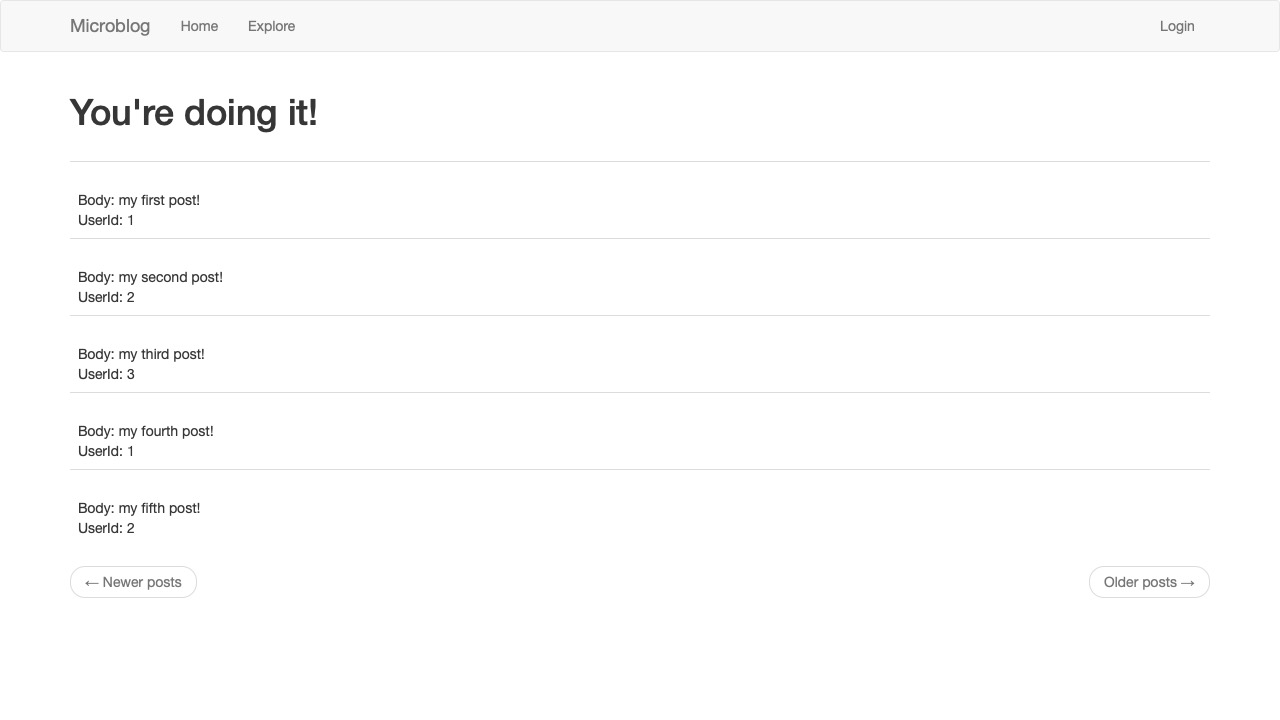 Microblog Home Explore Login
You're doing it!
Body: my first post!
UserId: 1
Body: my second post!
UserId: 2
Body: my third post!
UserId: 3
Body: my fourth post!
UserId: 1
Body: my fifth post!
UserId: 2
← Newer posts Older posts →